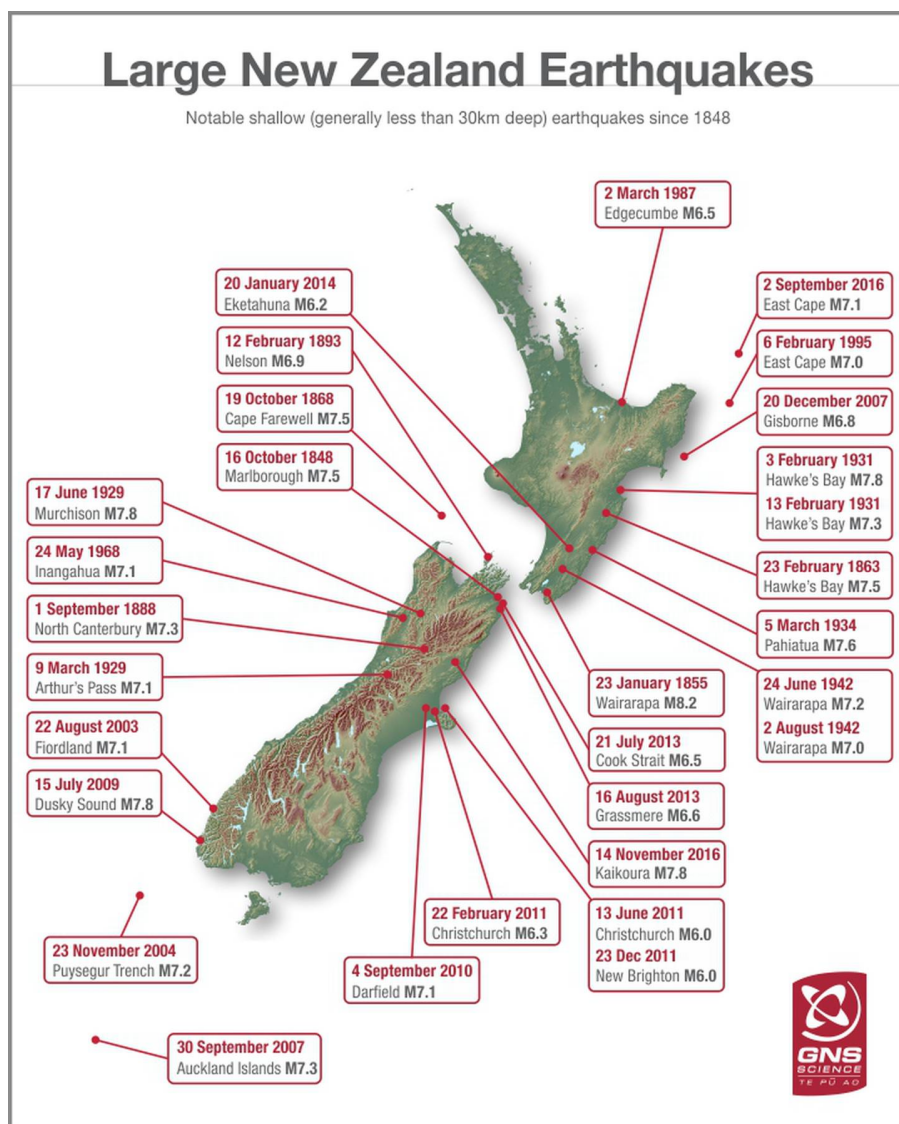 Large New Zealand Earthquakes
Notable shallow (generally less than 30km deep) earthquakes since 1848
2 March 1987
Edgecumbe M6.5
20 January 2014
Eketahuna M6.2
12 February 1893
Nelson M6.9
19 October 1868
Cape Farewell M7.5
16 October 1848
Marlborough M7.5
2 September 2016
East Cape M7.1
6 February 1995
East Cape M7.0
20 December 2007
Gisborne M6.8
3 February 1931
Hawke's Bay M7.8
13 February 1931
Hawke's Bay M7.3
23 February 1863
Hawke's Bay M7.5
5 March 1934
Pahiatua M7.6
24 June 1942
Wairarapa M7.2
2 August 1942
Wairarapa M7.0
17 June 1929
Murchison M7.8
24 May 1968
Inangahua M7.1
1 September 1888
North Canterbury M7.3
9 March 1929
Arthur's Pass M7.1
22 August 2003
Fiordland M7.1
15 July 2009
Dusky Sound M7.8
23 January 1855
Wairarapa M8.2
21 July 2013
Cook Strait M6.5
16 August 2013
Grassmere M6.6
14 November 2016
Kaikoura M7.8
13 June 2011
Christchurch M6.0
23 Dec 2011
New Brighton M6.0
22 February 2011
Christchurch M6.3
4 September 2010
Darfield M7.1
23 November 2004
Puysegur Trench M7.2
30 September 2007
Auckland Islands M7.3
GNS
SCIENCE
TE PŪ AO